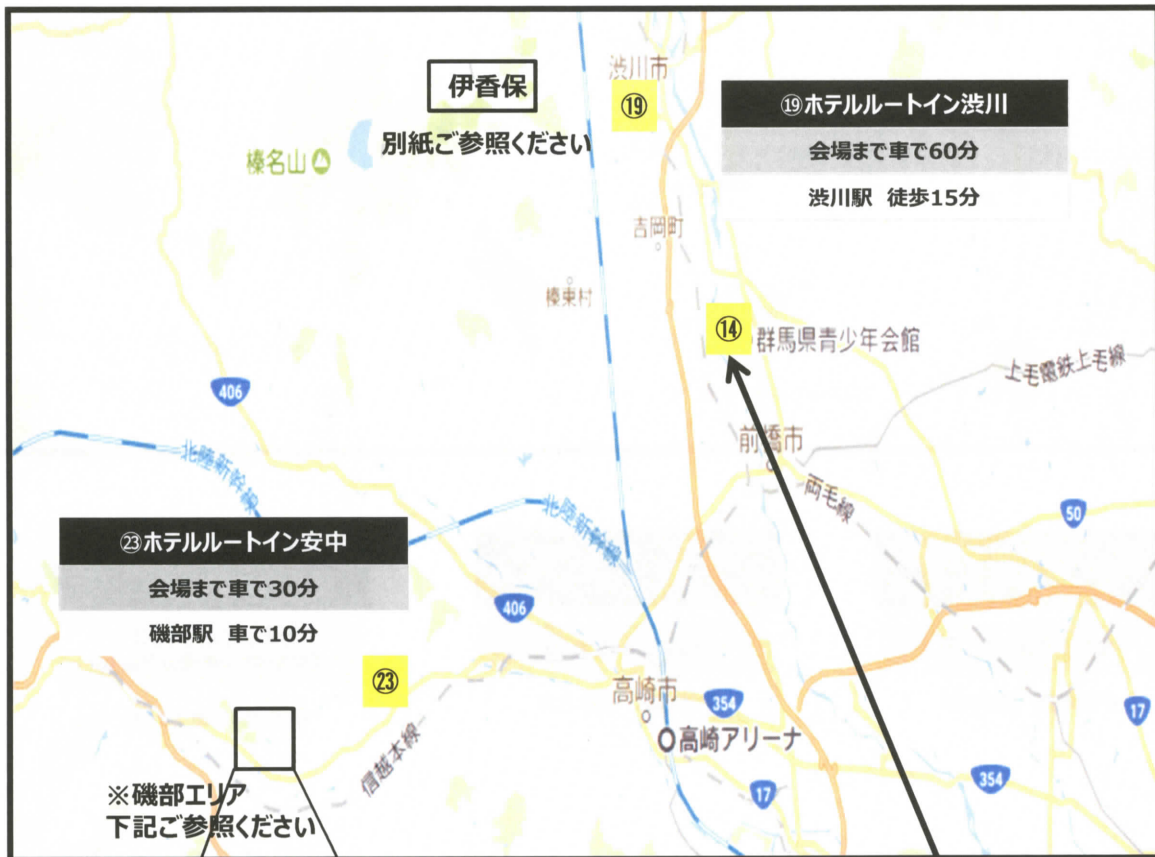 渋川市
伊香保
⑲
⑲ホテルルートイン渋川
会場まで車で60分
渋川駅 徒歩15分
別紙ご参照ください
榛名山
吉岡町
榛東村
⑭
群馬県青少年会館
上毛電鉄上毛線
406
前橋市
北陸新幹線
両毛線
北陸新幹線
50
㉓ホテルルートイン安中
会場まで車で30分
磯部駅 車で10分
406
㉓
高崎市
354
17
高崎アリーナ
信越本線
354
17
※磯部エリア
下記ご参照ください